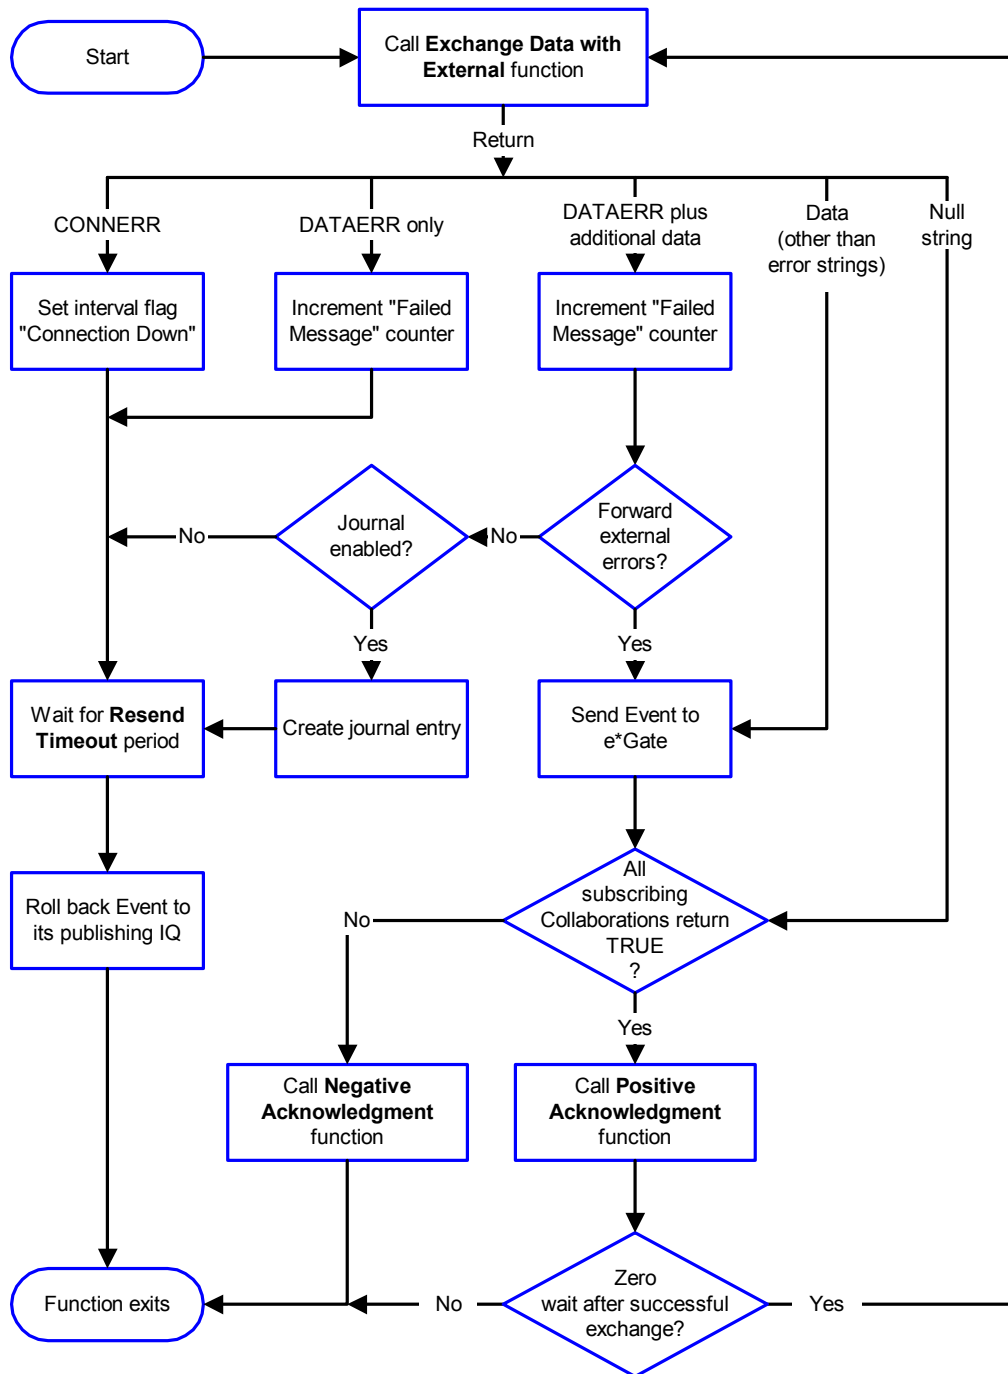 Start
Call Exchange Data with
External function
Return
CONNERR
DATAERR only
DATAERR plus
additional data
Data
(other than
error strings)
Null
string
Set interval flag
"Connection Down"
Increment "Failed
Message" counter
Increment "Failed
Message" counter
No
Journal
enabled?
No
Forward
external
errors?
Yes
Yes
Wait for Resend
Timeout period
Create journal entry
Send Event to
e*Gate
Roll back Event to
its publishing IQ
No
All
subscribing
Collaborations return
TRUE
?
Yes
Call Negative
Acknowledgment
function
Call Positive
Acknowledgment
function
Function exits
No
Zero
wait after successful
exchange?
Yes